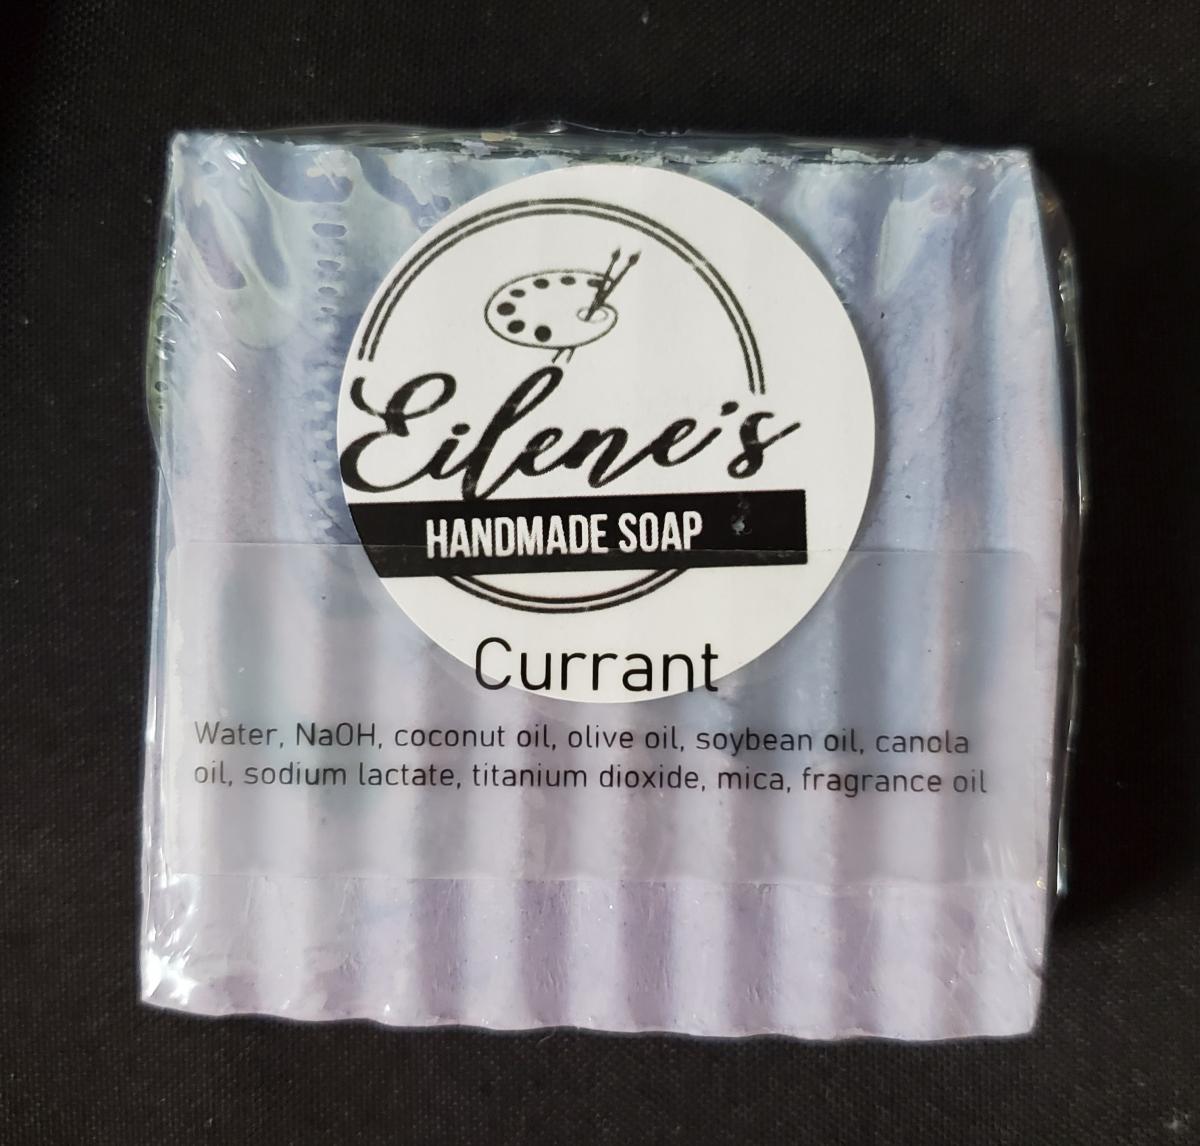 Eilene's
HANDMADE SOAP
Currant
Water, NaOH, coconut oil, olive oil, soybean oil, canola
oil, sodium lactate, titanium dioxide, mica, fragrance oil